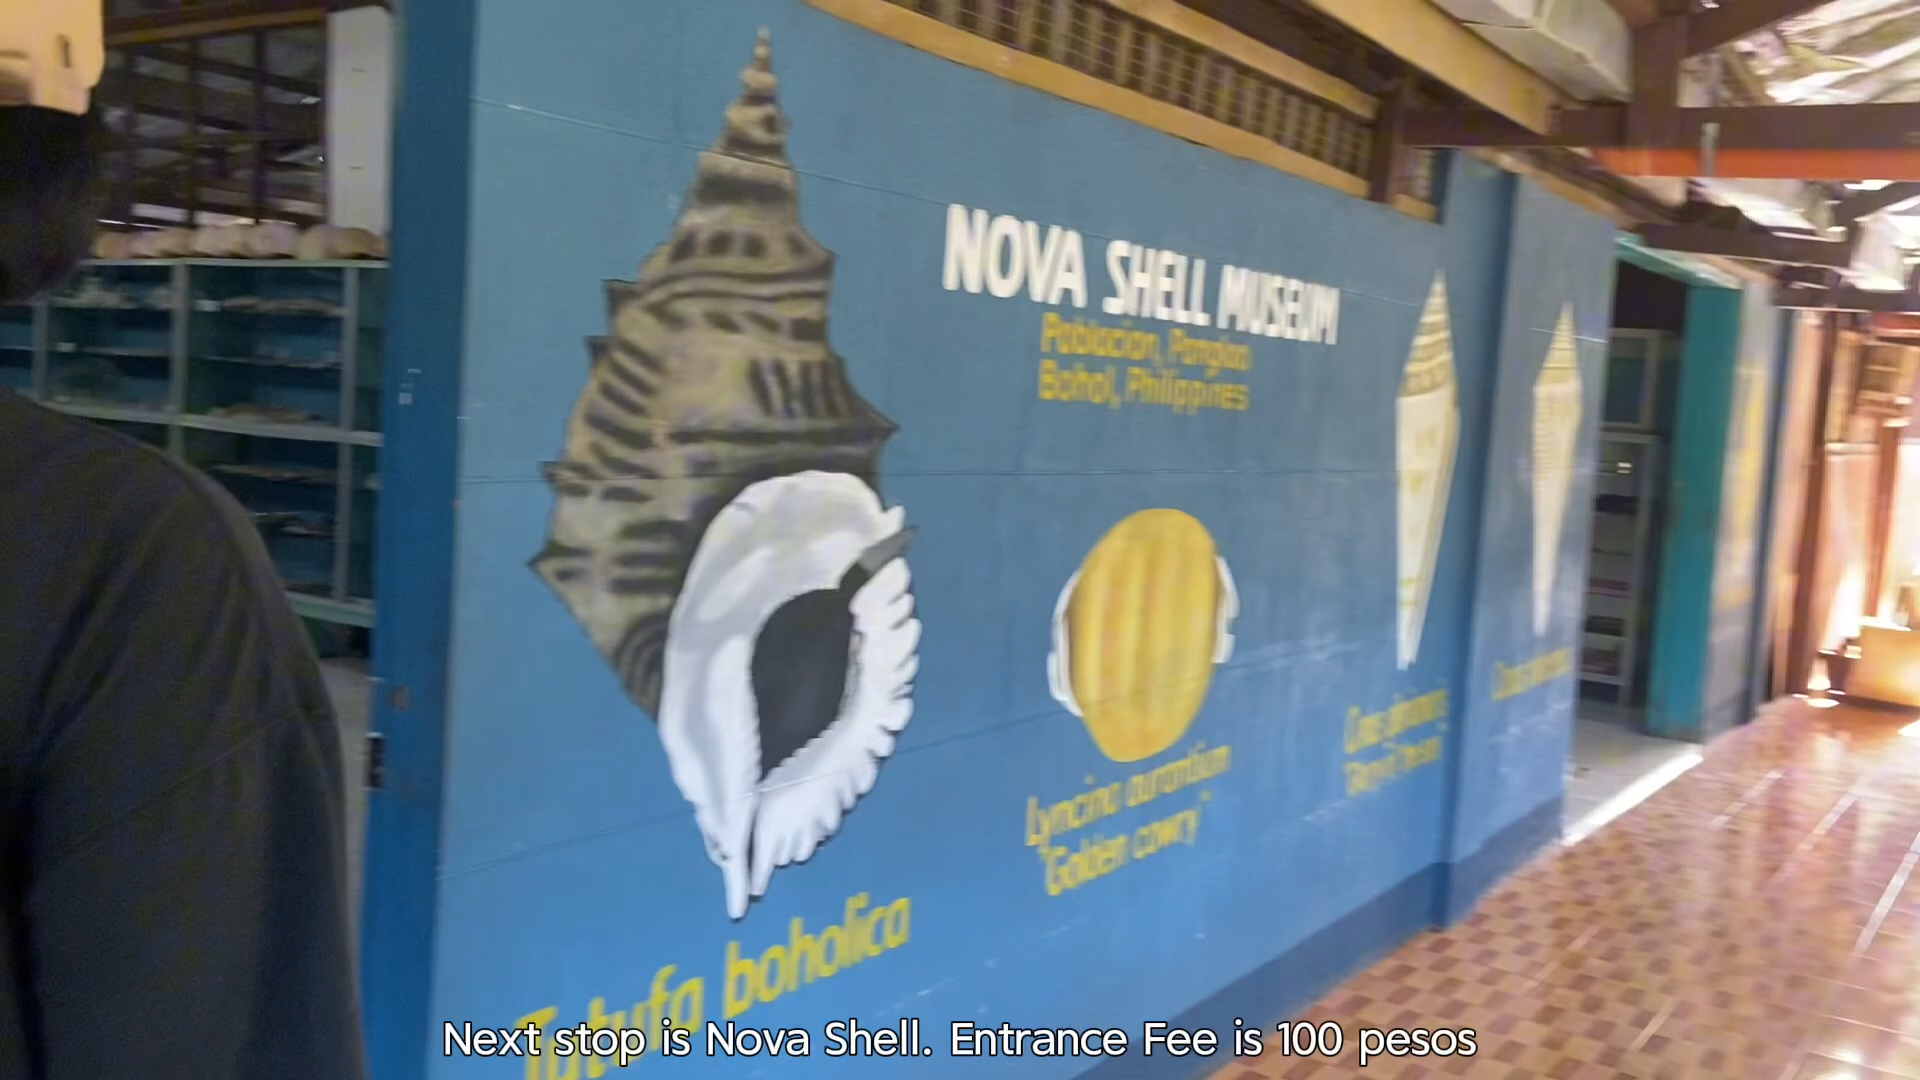 NOVA SHELL MUSEUM
Poblacion, Panglao
Bohol, Philippines
Lyncina aurantium
"Golden cowry"
Tutufa boholica
Next stop is Nova Shell. Entrance Fee is 100 pesos